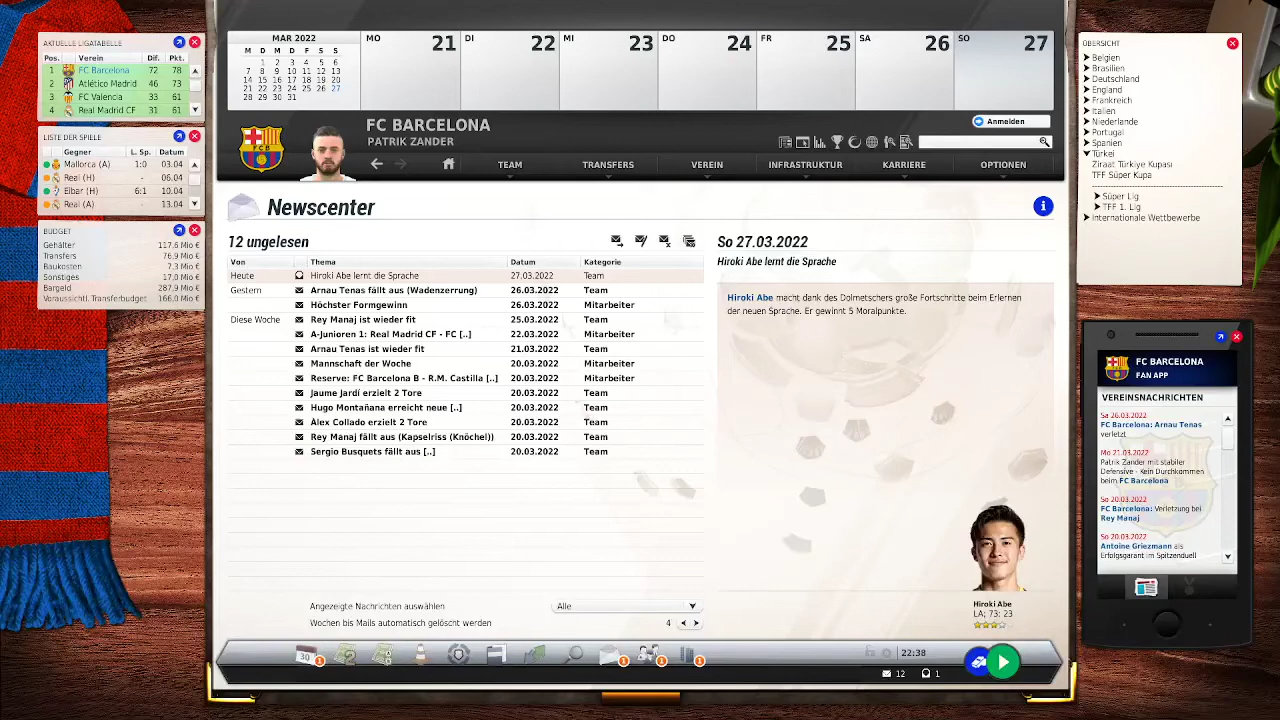 AKTUELLE LIGATABELLE
Pos. Verein Dif. Pkt.
1 FC Barcelona 72 78
2 Atlético Madrid 46 73
3 FC Valencia 33 61
4 Real Madrid CF 31 61
LISTE DER SPIELE
Gegner L. Sp. Datum
Mallorca (A) 1:0 03.04
Real (H) - 06.04
Eibar (H) 6:1 10.04
Real (A) - 13.04
BUDGET
Gehälter 117.6 Mio €
Transfers 76.9 Mio €
Baukosten 7.3 Mio €
Sonstiges 17.0 Mio €
Bargeld 287.9 Mio €
Voraussichtl. Transferbudget 166.0 Mio €
MAR 2022
M D M D F S S
1 2 3 4 5 6
7 8 9 10 11 12 13
14 15 16 17 18 19 20
21 22 23 24 25 26 27
28 29 30 31
MO 21 DI 22 MI 23 DO 24 FR 25 SA 26 SO 27
FC BARCELONA
PATRIK ZANDER
Anmelden
TEAM TRANSFERS VEREIN INFRASTRUKTUR KARRIERE OPTIONEN
Newscenter
12 ungelesen
Von Thema Datum Kategorie
Heute Hiroki Abe lernt die Sprache 27.03.2022 Team
Gestern Arnau Tenas fällt aus (Wadenzerrung) 26.03.2022 Team
Höchster Formgewinn 26.03.2022 Mitarbeiter
Diese Woche Rey Manaj ist wieder fit 25.03.2022 Team
A-Junioren 1: Real Madrid CF - FC [..] 22.03.2022 Mitarbeiter
Arnau Tenas ist wieder fit 21.03.2022 Team
Mannschaft der Woche 20.03.2022 Mitarbeiter
Reserve: FC Barcelona B - R.M. Castilla [..] 20.03.2022 Mitarbeiter
Jaume Jardí erzielt 2 Tore 20.03.2022 Team
Hugo Montañana erreicht neue [..] 20.03.2022 Team
Álex Collado erzielt 2 Tore 20.03.2022 Team
Rey Manaj fällt aus (Kapselriss (Knöchel)) 20.03.2022 Team
Sergio Busquets fällt aus [..] 20.03.2022 Team
Angezeigte Nachrichten auswählen Alle
Wochen bis Mails automatisch gelöscht werden 4
So 27.03.2022
Hiroki Abe lernt die Sprache
Hiroki Abe macht dank des Dolmetschers große Fortschritte beim Erlernen
der neuen Sprache. Er gewinnt 5 Moralpunkte.
Hiroki Abe
LA; 73; 23
30 1 1 1 1
22:38
12 1
ÜBERSICHT
Belgien
Brasilien
Deutschland
England
Frankreich
Italien
Niederlande
Portugal
Spanien
Türkei
Ziraat Türkiye Kupası
TFF Süper Kupa
Süper Lig
TFF 1. Lig
Internationale Wettbewerbe
FC BARCELONA
FAN APP
VEREINSNACHRICHTEN
Sa 26.03.2022
FC Barcelona: Arnau Tenas
verletzt
Mo 21.03.2022
Patrik Zander mit stabiler
Defensive - Kein Durchkommen
beim FC Barcelona
So 20.03.2022
FC Barcelona: Verletzung bei
Rey Manaj
So 20.03.2022
Antoine Griezmann als
Erfolgsgarant im Spitzenduell